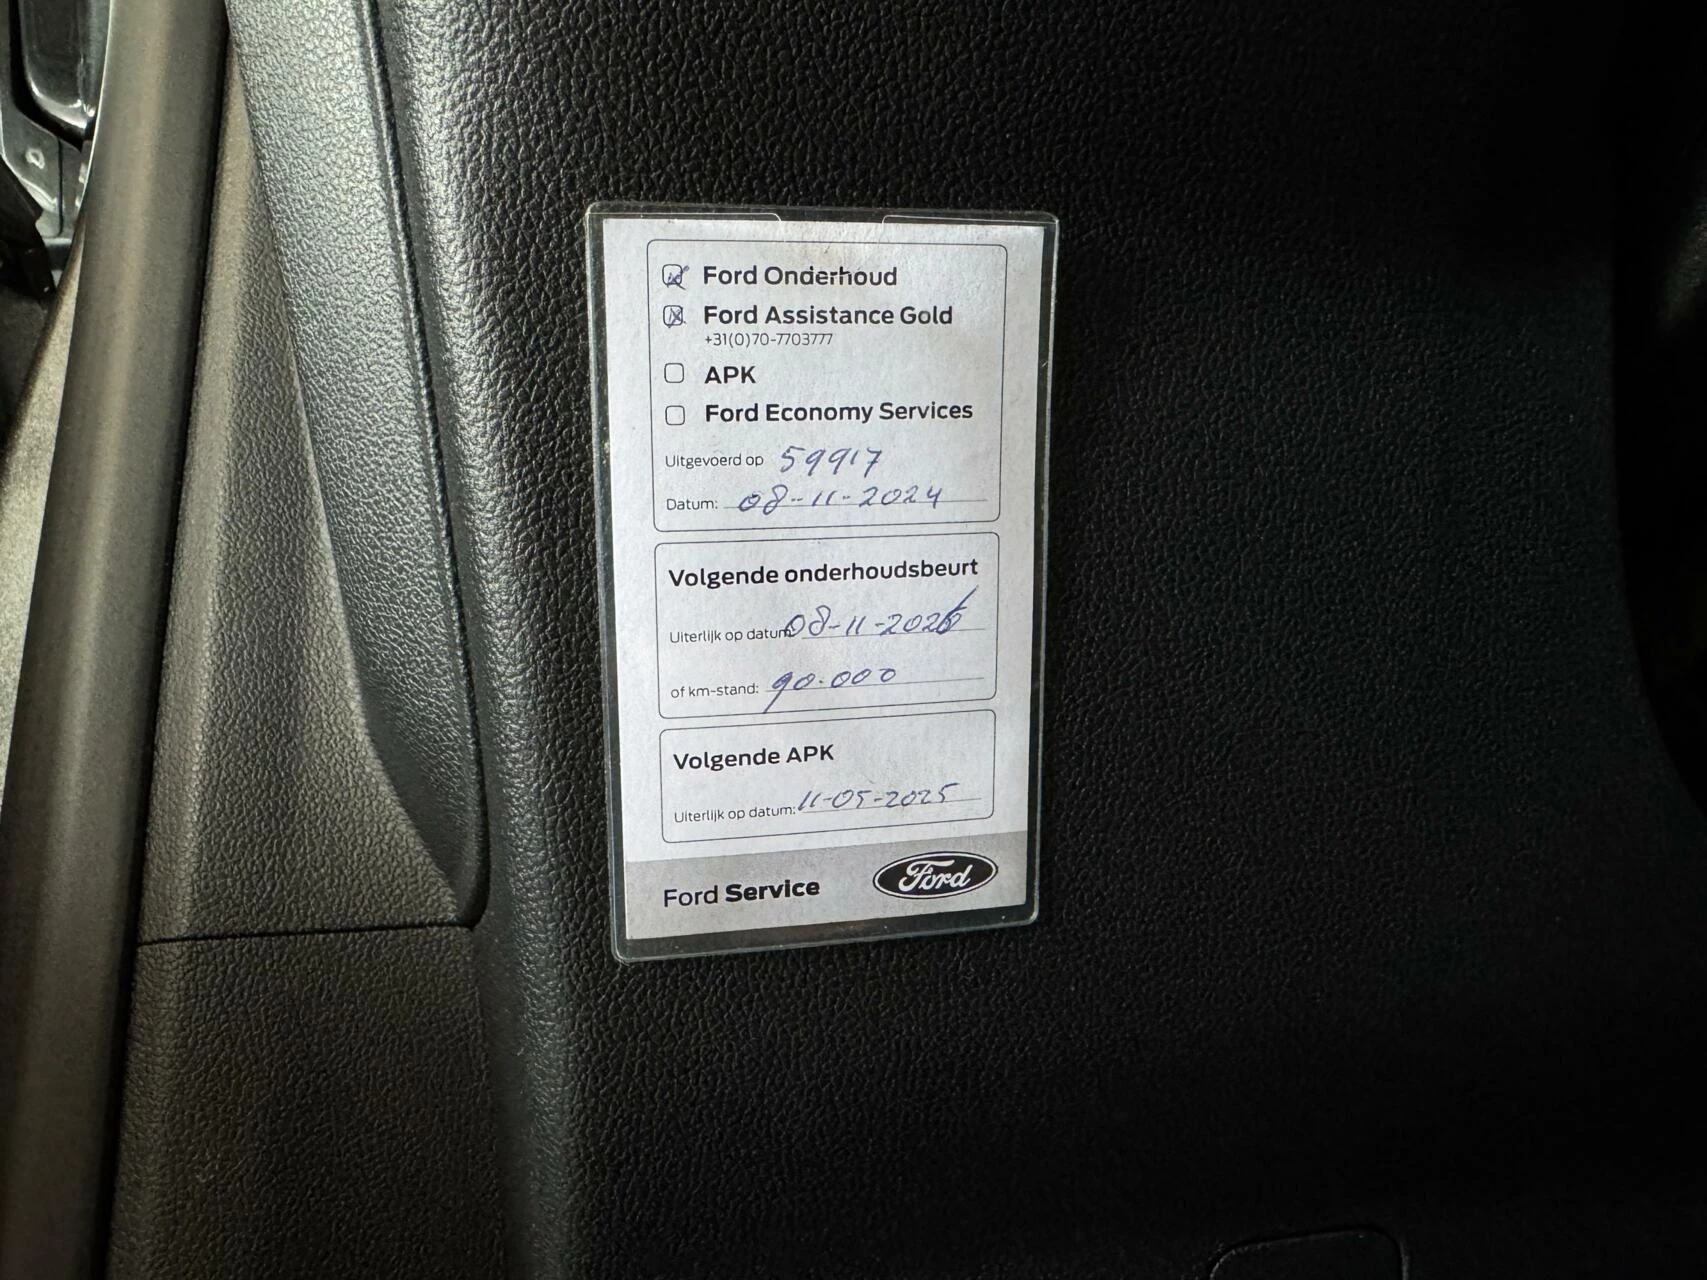 Ford Onderhoud
Ford Assistance Gold
+31(0)70-7703777
APK
Ford Economy Services
Uitgevoerd op 59917
Datum: 08-11-2024
Volgende onderhoudsbeurt
Uiterlijk op datum: 08-11-2026
of km-stand: 90.000
Volgende APK
Uiterlijk op datum: 11-05-2025
Ford Service Ford